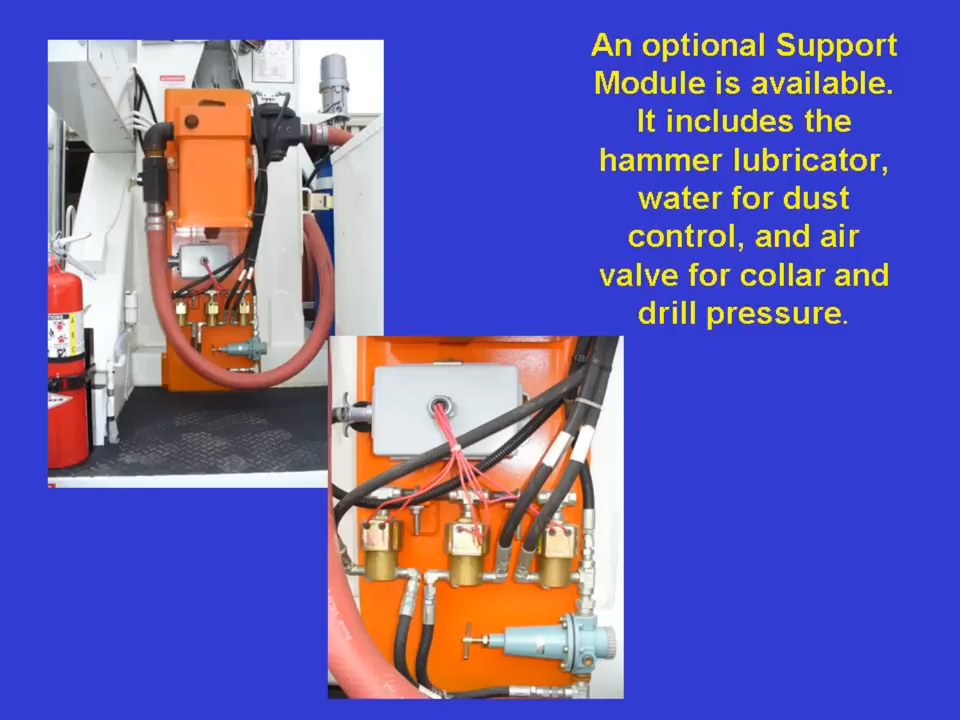 An optional Support
Module is available.
It includes the
hammer lubricator,
water for dust
control, and air
valve for collar and
drill pressure.
DANGER